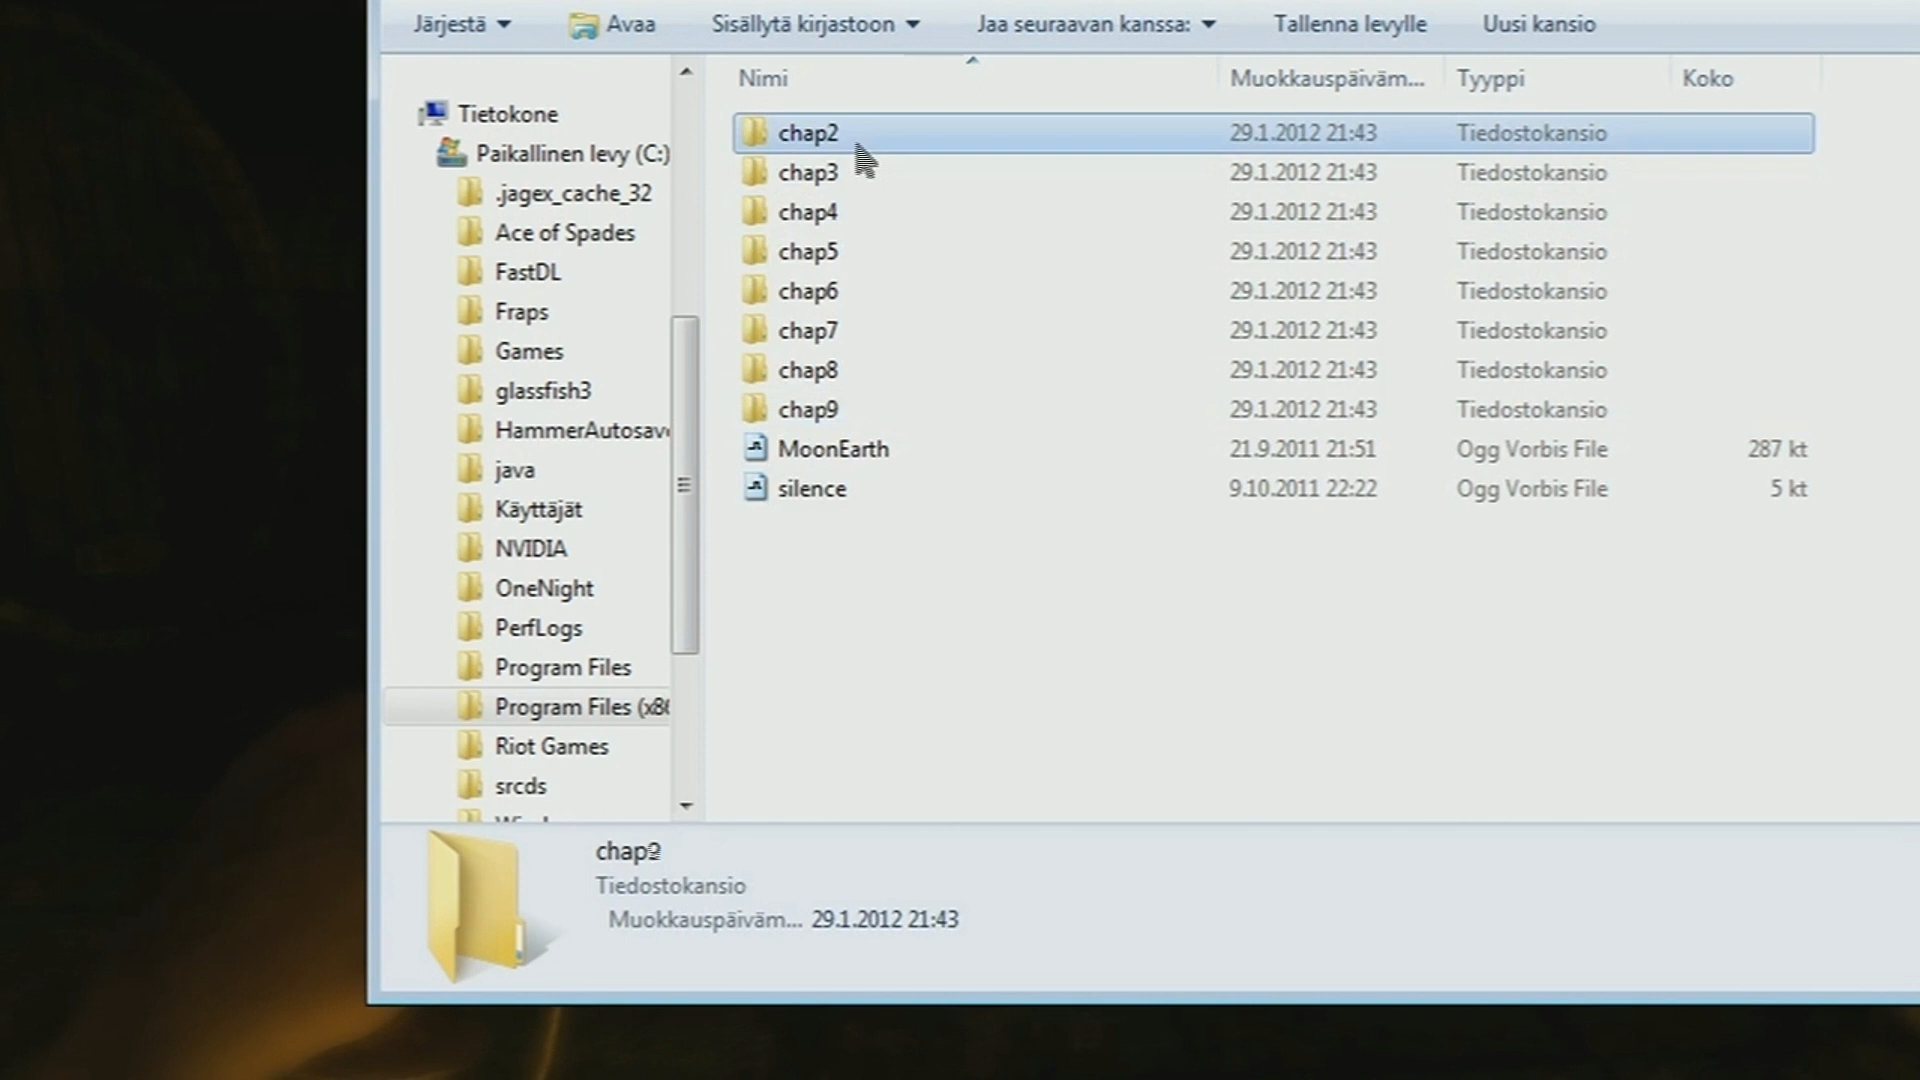 Järjestä Avaa Sisällytä kirjastoon Jaa seuraavan kanssa: Tallenna levylle Uusi kansio
Nimi Muokkauspäiväm... Tyyppi Koko
Tietokone
Paikallinen levy (C:)
.jagex_cache_32
Ace of Spades
FastDL
Fraps
Games
glassfish3
HammerAutosave
java
Käyttäjät
NVIDIA
OneNight
PerfLogs
Program Files
Program Files (x86
Riot Games
srcds
chap2 29.1.2012 21:43 Tiedostokansio
chap3 29.1.2012 21:43 Tiedostokansio
chap4 29.1.2012 21:43 Tiedostokansio
chap5 29.1.2012 21:43 Tiedostokansio
chap6 29.1.2012 21:43 Tiedostokansio
chap7 29.1.2012 21:43 Tiedostokansio
chap8 29.1.2012 21:43 Tiedostokansio
chap9 29.1.2012 21:43 Tiedostokansio
MoonEarth 21.9.2011 21:51 Ogg Vorbis File 287 kt
silence 9.10.2011 22:22 Ogg Vorbis File 5 kt
Tiedostokansio
Muokkauspäiväm... 29.1.2012 21:43